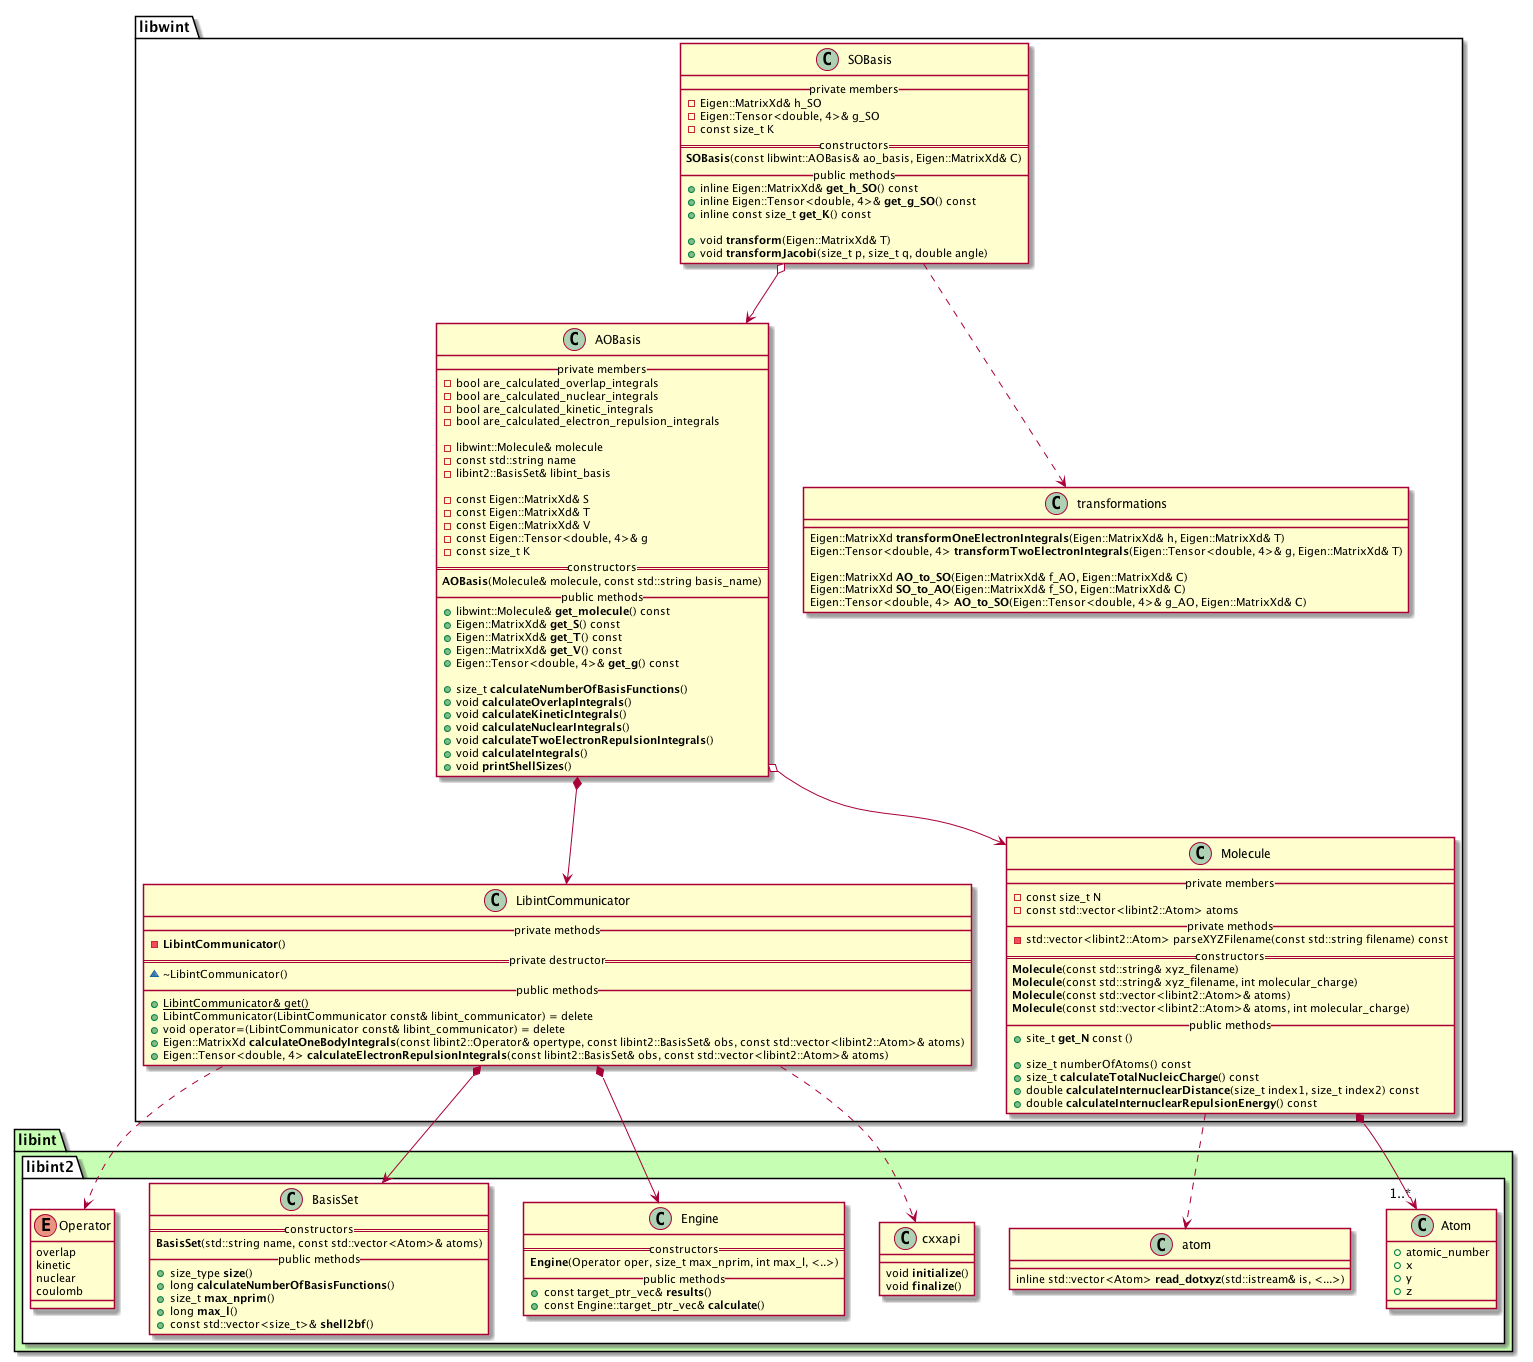 libwint
C SOBasis
private members
Eigen::MatrixXd& h_SO
Eigen::Tensor<double, 4>& g_SO
const size_t K
constructors
SOBasis(const libwint::AOBasis& ao_basis, Eigen::MatrixXd& C)
public methods
inline Eigen::MatrixXd& get_h_SO() const
inline Eigen::Tensor<double, 4>& get_g_SO() const
inline const size_t get_K() const
void transform(Eigen::MatrixXd& T)
void transformJacobi(size_t p, size_t q, double angle)
C AOBasis
private members
bool are_calculated_overlap_integrals
bool are_calculated_nuclear_integrals
bool are_calculated_kinetic_integrals
bool are_calculated_electron_repulsion_integrals
libwint::Molecule& molecule
const std::string name
libint2::BasisSet& libint_basis
const Eigen::MatrixXd& S
const Eigen::MatrixXd& T
const Eigen::MatrixXd& V
const Eigen::Tensor<double, 4>& g
const size_t K
constructors
AOBasis(Molecule& molecule, const std::string basis_name)
public methods
libwint::Molecule& get_molecule() const
Eigen::MatrixXd& get_S() const
Eigen::MatrixXd& get_T() const
Eigen::MatrixXd& get_V() const
Eigen::Tensor<double, 4>& get_g() const
size_t calculateNumberOfBasisFunctions()
void calculateOverlapIntegrals()
void calculateKineticIntegrals()
void calculateNuclearIntegrals()
void calculateTwoElectronRepulsionIntegrals()
void calculateIntegrals()
void printShellSizes()
C transformations
Eigen::MatrixXd transformOneElectronIntegrals(Eigen::MatrixXd& h, Eigen::MatrixXd& T)
Eigen::Tensor<double, 4> transformTwoElectronIntegrals(Eigen::Tensor<double, 4>& g, Eigen::MatrixXd& T)
Eigen::MatrixXd AO_to_SO(Eigen::MatrixXd& f_AO, Eigen::MatrixXd& C)
Eigen::MatrixXd SO_to_AO(Eigen::MatrixXd& f_SO, Eigen::MatrixXd& C)
Eigen::Tensor<double, 4> AO_to_SO(Eigen::Tensor<double, 4>& g_AO, Eigen::MatrixXd& C)
C LibintCommunicator
private methods
LibintCommunicator()
private destructor
~LibintCommunicator()
public methods
LibintCommunicator& get()
LibintCommunicator(LibintCommunicator const& libint_communicator) = delete
void operator=(LibintCommunicator const& libint_communicator) = delete
Eigen::MatrixXd calculateOneBodyIntegrals(const libint2::Operator& opertype, const libint2::BasisSet& obs, const std::vector<libint2::Atom>& atoms)
Eigen::Tensor<double, 4> calculateElectronRepulsionIntegrals(const libint2::BasisSet& obs, const std::vector<libint2::Atom>& atoms)
C Molecule
private members
const size_t N
const std::vector<libint2::Atom> atoms
private methods
std::vector<libint2::Atom> parseXYZFilename(const std::string filename) const
constructors
Molecule(const std::string& xyz_filename)
Molecule(const std::string& xyz_filename, int molecular_charge)
Molecule(const std::vector<libint2::Atom>& atoms)
Molecule(const std::vector<libint2::Atom>& atoms, int molecular_charge)
public methods
site_t get_N const ()
size_t numberOfAtoms() const
size_t calculateTotalNucleicCharge() const
double calculateInternuclearDistance(size_t index1, size_t index2) const
double calculateInternuclearRepulsionEnergy() const
libint
libint2
E Operator
overlap
kinetic
nuclear
coulomb
C BasisSet
constructors
BasisSet(std::string name, const std::vector<Atom>& atoms)
public methods
size_type size()
long calculateNumberOfBasisFunctions()
size_t max_nprim()
long max_l()
const std::vector<size_t>& shell2bf()
C Engine
constructors
Engine(Operator oper, size_t max_nprim, int max_l, <..>)
public methods
const target_ptr_vec& results()
const Engine::target_ptr_vec& calculate()
C cxxapi
void initialize()
void finalize()
C atom
inline std::vector<Atom> read_dotxyz(std::istream& is, <...>)
1..*
C Atom
atomic_number
x
y
z